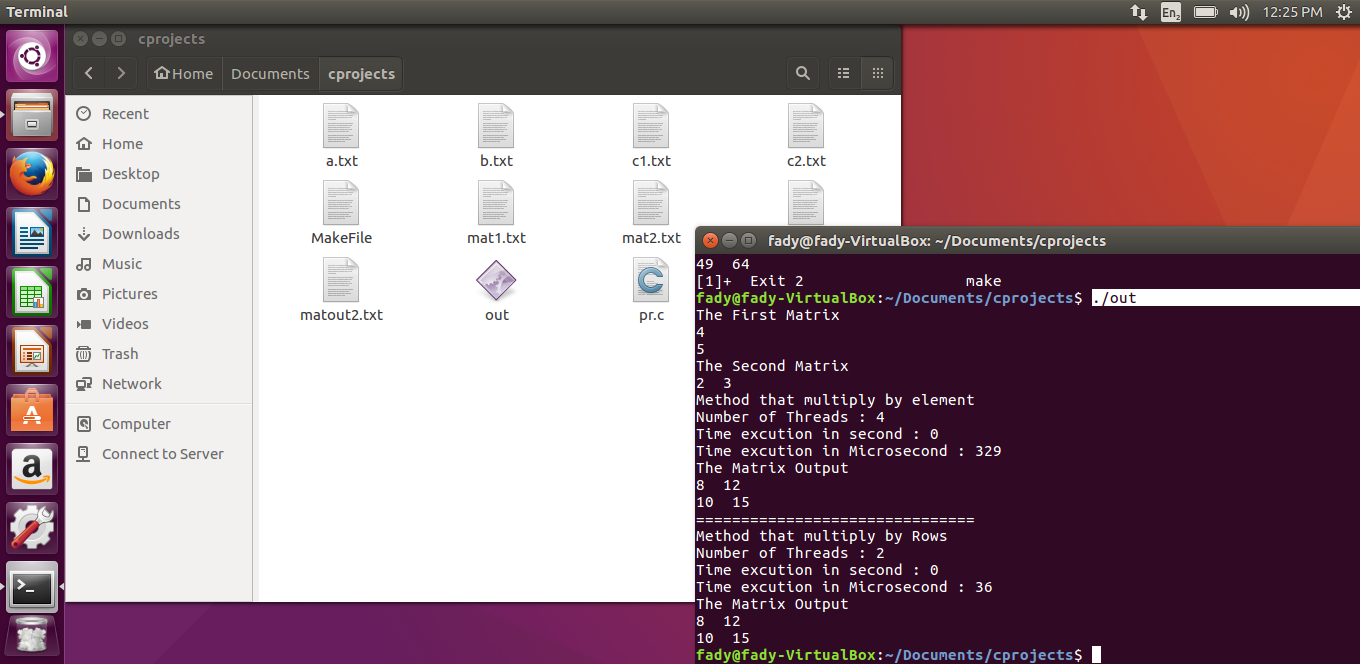 Terminal
En2
12:25 PM
cprojects
Home Documents cprojects
Recent
Home
Desktop
Documents
Downloads
Music
Pictures
Videos
Trash
Network
Computer
Connect to Server
a.txt b.txt c1.txt c2.txt
MakeFile mat1.txt mat2.txt
matout2.txt out pr.c
fady@fady-VirtualBox: ~/Documents/cprojects
49  64
[1]+  Exit 2                  make
fady@fady-VirtualBox:~/Documents/cprojects$ ./out
The First Matrix
4
5
The Second Matrix
2  3
Method that multiply by element
Number of Threads : 4
Time excution in second : 0
Time excution in Microsecond : 329
The Matrix Output
8  12
10  15
===============================
Method that multiply by Rows
Number of Threads : 2
Time excution in second : 0
Time excution in Microsecond : 36
The Matrix Output
8  12
10  15
fady@fady-VirtualBox:~/Documents/cprojects$